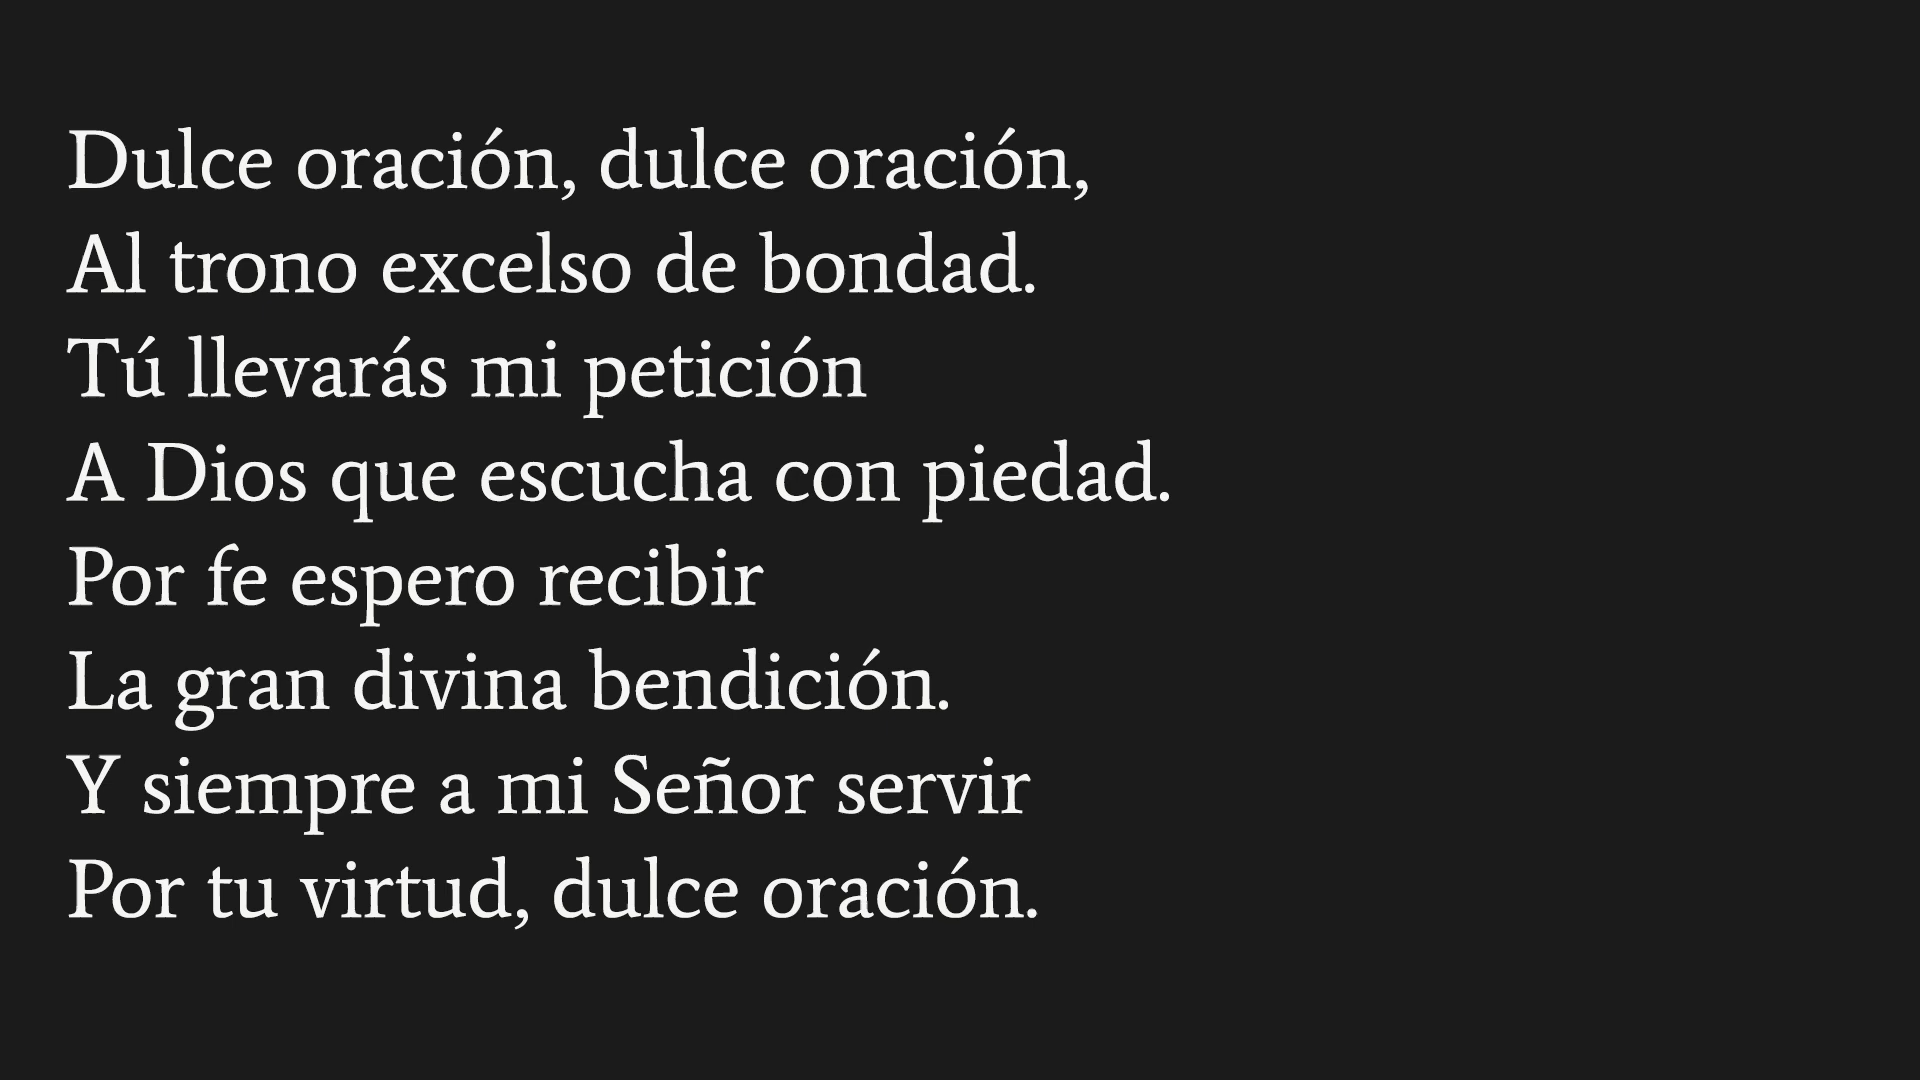 Dulce oración, dulce oración,
Al trono excelso de bondad.
Tú llevarás mi petición
A Dios que escucha con piedad.
Por fe espero recibir
La gran divina bendición.
Y siempre a mi Señor servir
Por tu virtud, dulce oración.